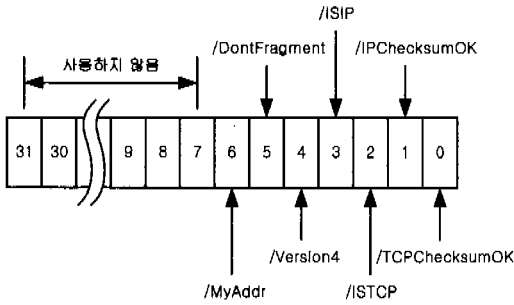 /ISIP
/DontFragment
/IPChecksumOK
사용하지 않음
31 30 9 8 7 6 5 4 3 2 1 0
/Version4
/TCPChecksumOK
/MyAddr
/ISTCP